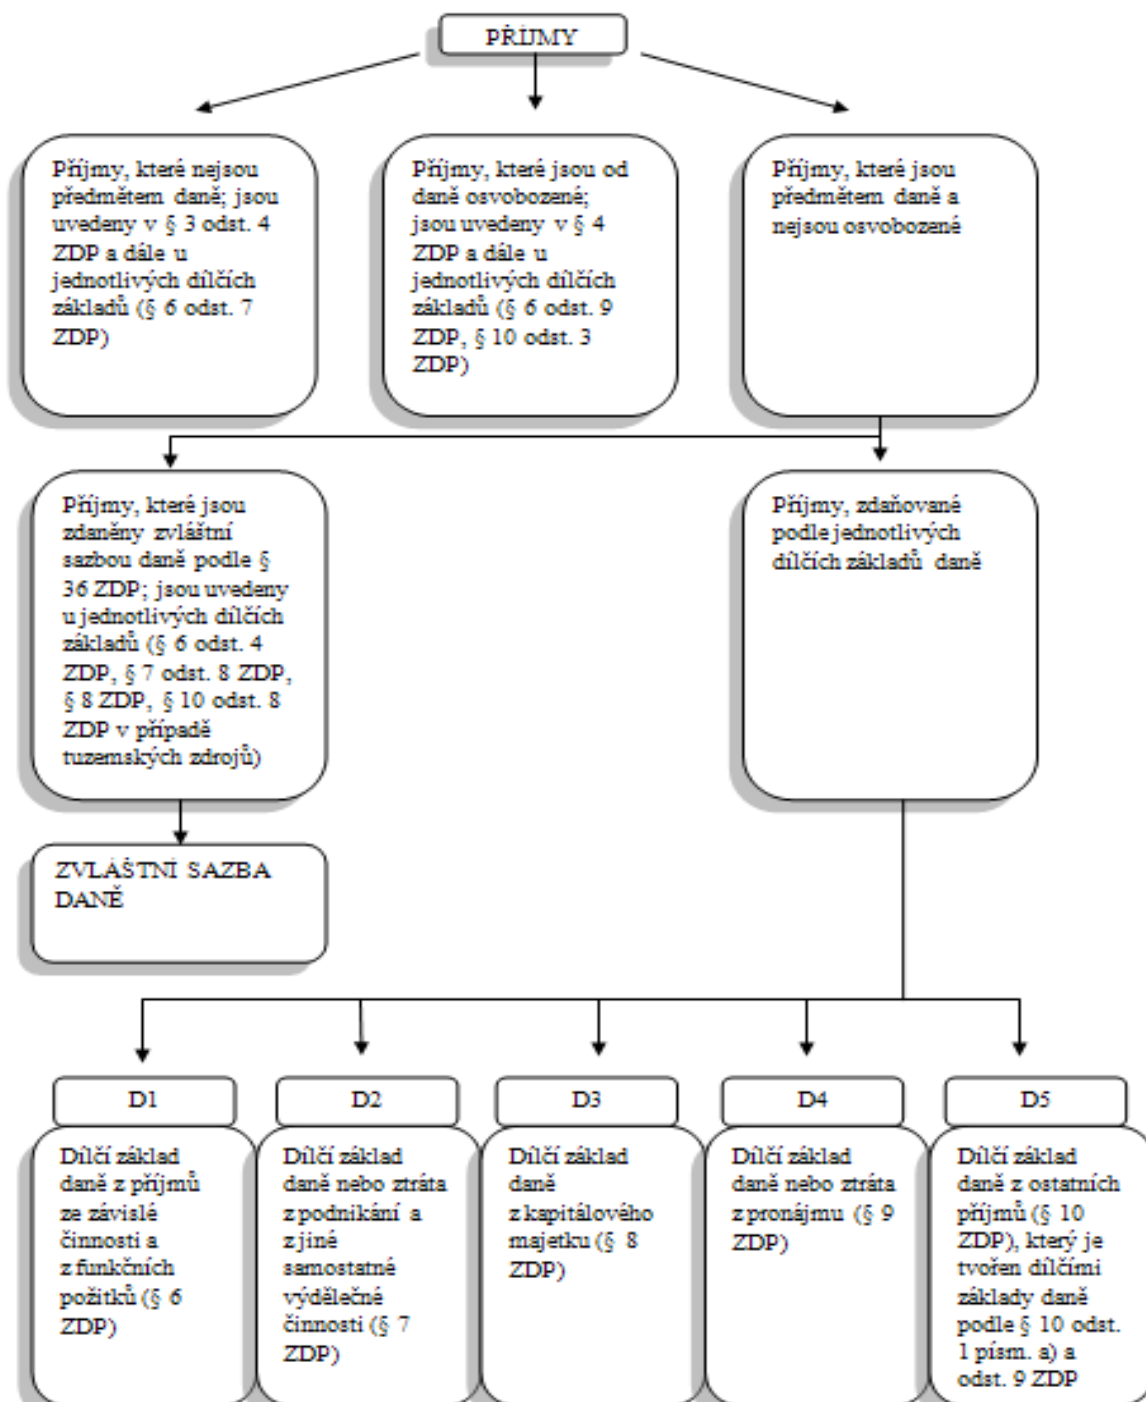 PŘÍJMY
Příjmy, které nejsou
předmětem daně; jsou
uvedeny v § 3 odst. 4
ZDP a dále u
jednotlivých dílčích
základů (§ 6 odst. 7
ZDP)
Příjmy, které jsou od
daně osvobozené;
jsou uvedeny v § 4
ZDP a dále u
jednotlivých dílčích
základů (§ 6 odst. 9
ZDP, § 10 odst. 3
ZDP)
Příjmy, které jsou
předmětem daně a
nejsou osvobozené
Příjmy, které jsou
zdaněny zvláštní
sazbou daně podle §
36 ZDP; jsou uvedeny
u jednotlivých dílčích
základů (§ 6 odst. 4
ZDP, § 7 odst. 8 ZDP,
§ 8 ZDP, § 10 odst. 8
ZDP v případě
tuzemských zdrojů)
Příjmy, zdaňované
podle jednotlivých
dílčích základů daně
ZVLÁŠTNÍ SAZBA
DANĚ
D1
Dílčí základ
daně z příjmů
ze závislé
činnosti a
z funkčních
požitků (§ 6
ZDP)
D2
Dílčí základ
daně nebo ztráta
z podnikání a
z jiné
samostatné
výdělečné
činnosti (§ 7
ZDP)
D3
Dílčí základ
daně
z kapitálového
majetku (§ 8
ZDP)
D4
Dílčí základ
daně nebo ztráta
z pronájmu (§ 9
ZDP)
D5
Dílčí základ
daně z ostatních
příjmů (§ 10
ZDP), který je
tvořen dílčími
základy daně
podle § 10 odst.
1 písm. a) a
odst. 9 ZDP